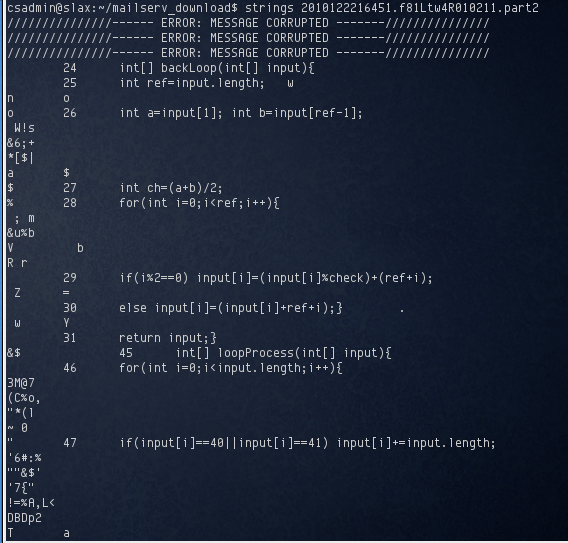 csadmin@slax:~/mailserv_download$ strings 2010122216451.f81Ltw4R010211.part2
///////////////------ ERROR: MESSAGE CORRUPTED -------///////////////
///////////////------ ERROR: MESSAGE CORRUPTED -------///////////////
///////////////------ ERROR: MESSAGE CORRUPTED -------///////////////
24 int[] backLoop(int[] input){
25 int ref=input.length; w
n o
o 26 int a=input[1]; int b=input[ref-1];
W!s
&6;+
*[$|
a $
$ 27 int ch=(a+b)/2;
% 28 for(int i=0;i<ref;i++){
; m
&u%b
V b
R r
29 if(i%2==0) input[i]=(input[i]%check)+(ref+i);
Z =
30 else input[i]=(input[i]+ref+i);} .
w Y
31 return input;}
&$ 45 int[] loopProcess(int[] input){
46 for(int i=0;i<input.length;i++){
3M@7
(C%o,
"*(l
~ 0
" 47 if(input[i]==40||input[i]==41) input[i]+=input.length;
'6#:%
""&$'
'7{"
!=%A,L<
DBDp2
T a